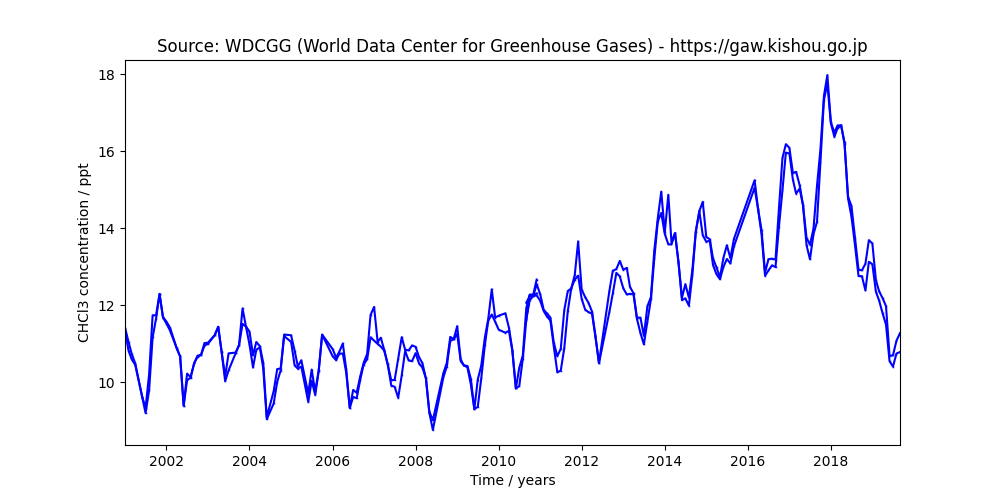 Source: WDCGG (World Data Center for Greenhouse Gases) - https://gaw.kishou.go.jp
18
16
14
12
10
CHCl3 concentration / ppt
2002 2004 2006 2008 2010 2012 2014 2016 2018
Time / years